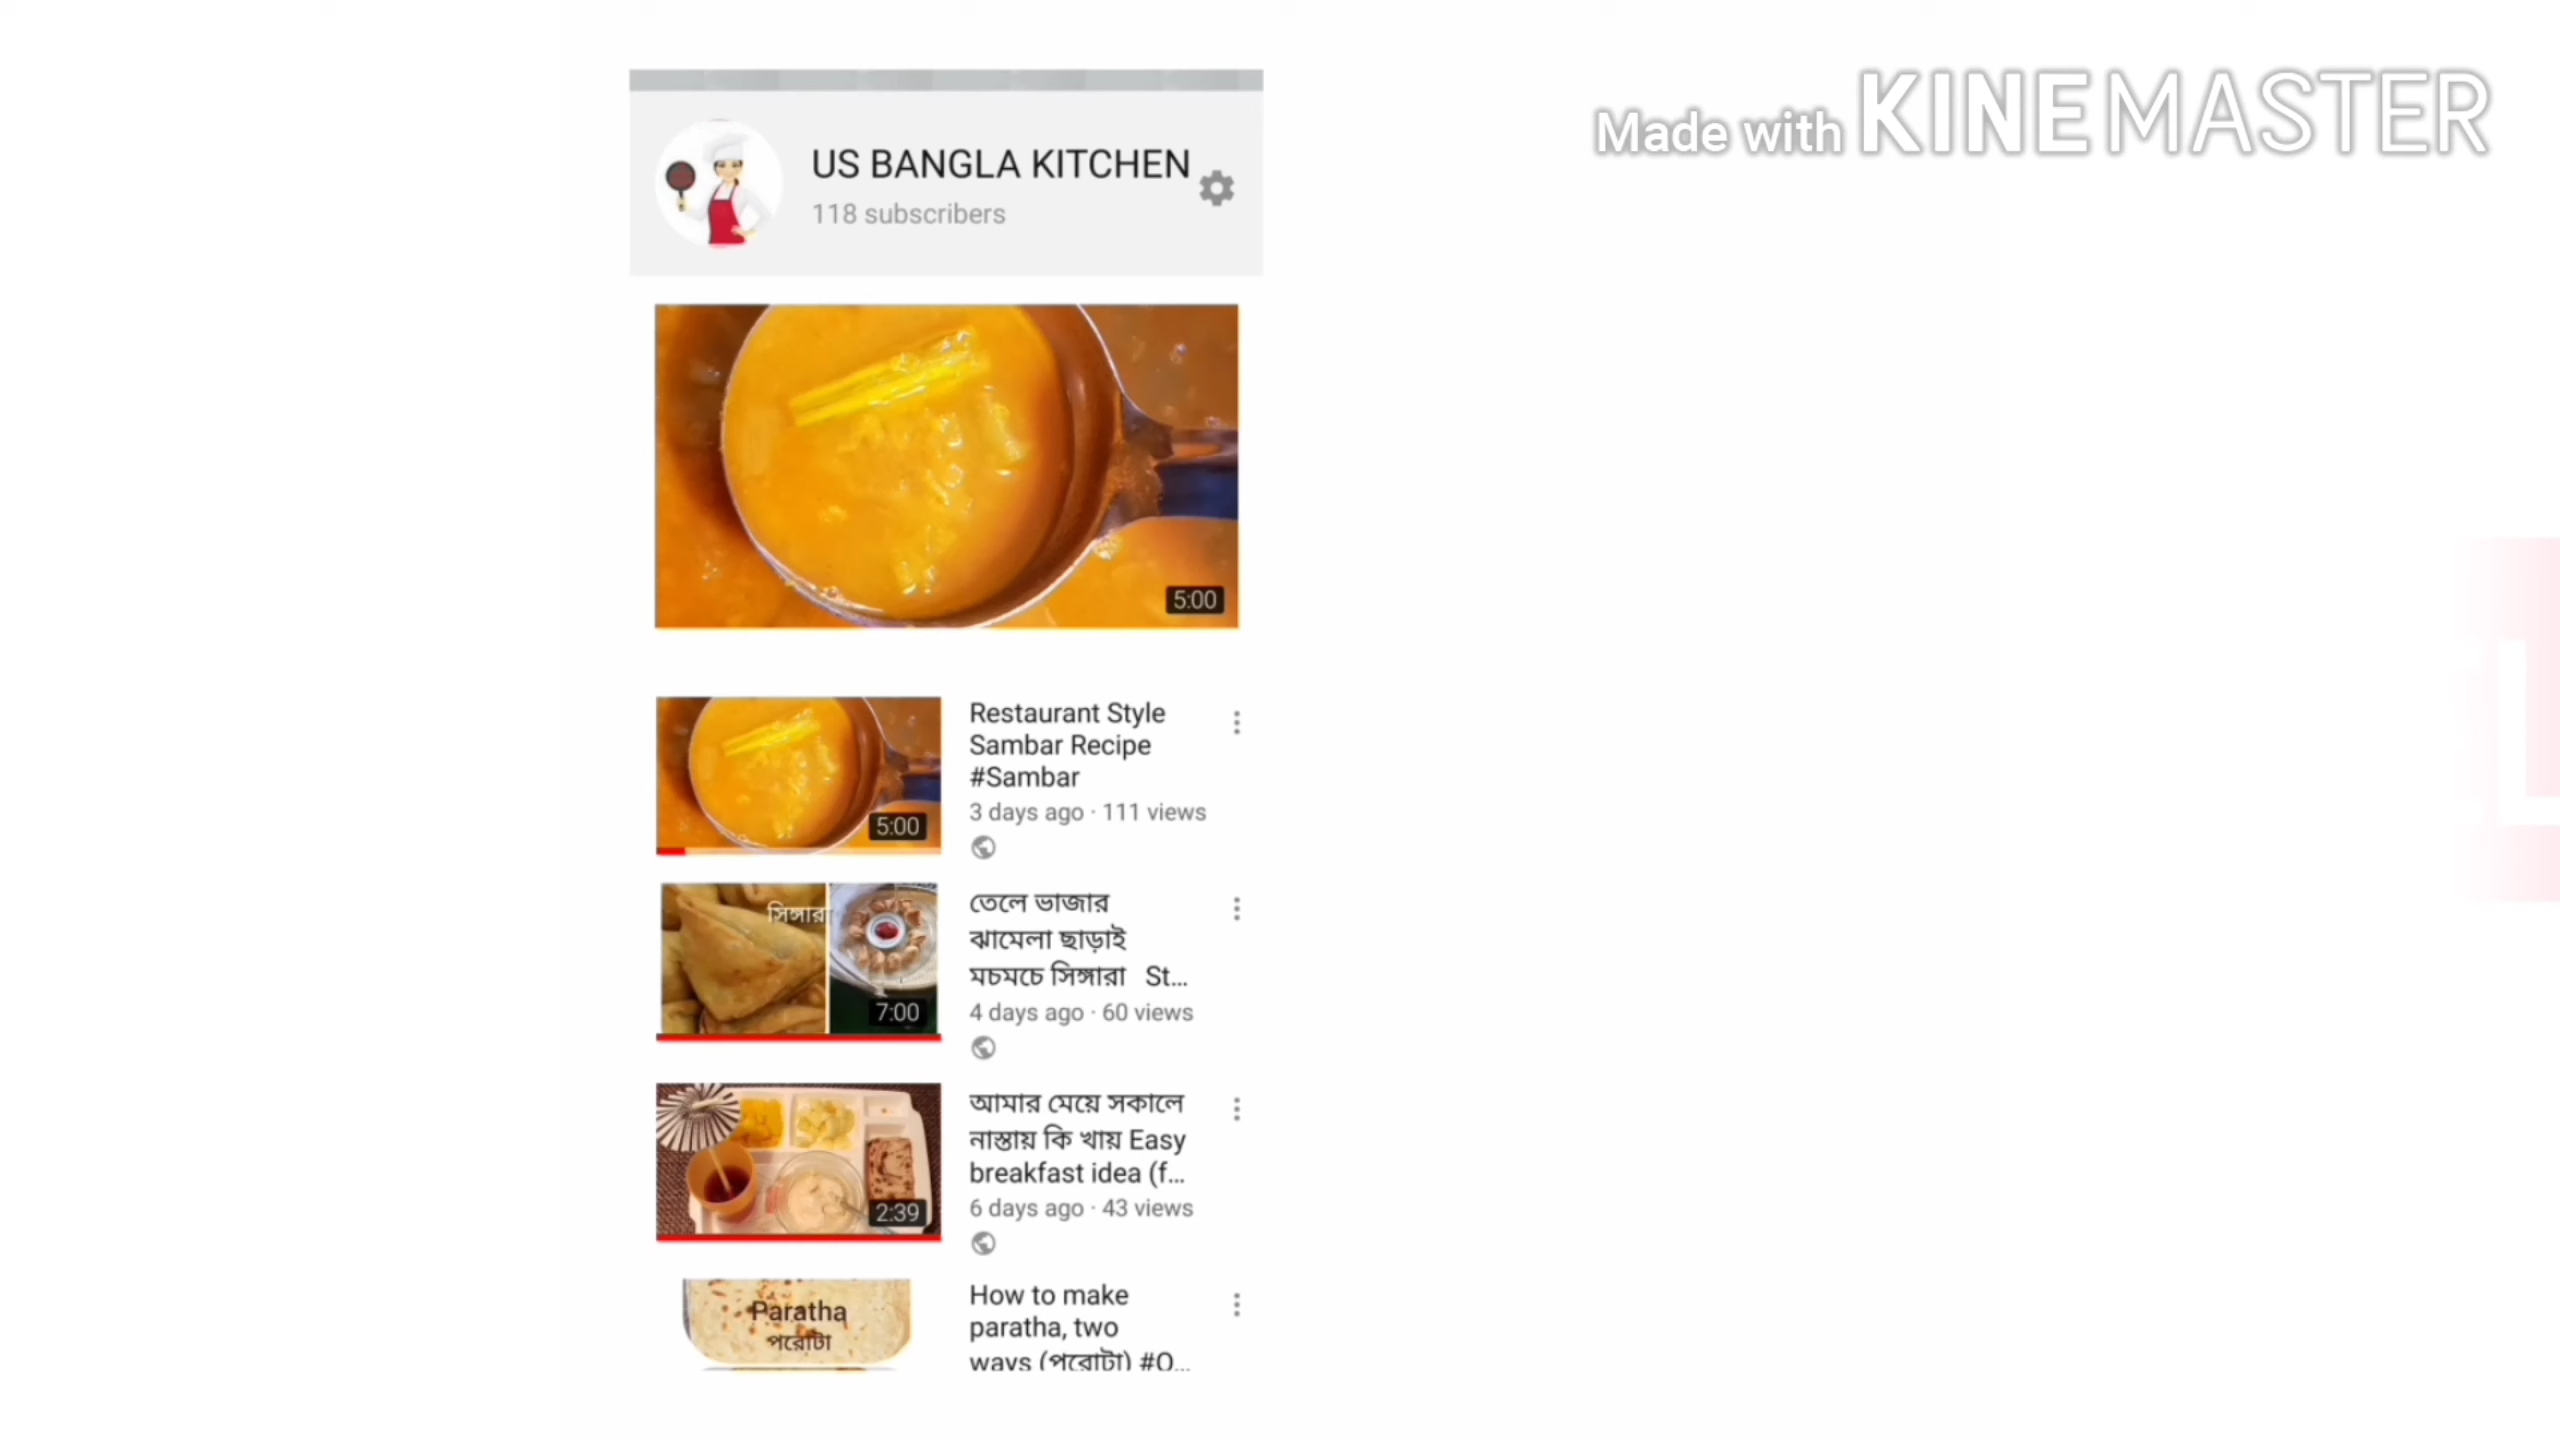 Made with KINEMASTER
US BANGLA KITCHEN
118 subscribers
5:00
Restaurant Style
Sambar Recipe
#Sambar
3 days ago · 111 views
5:00
তেলে ভাজার
ঝামেলা ছাড়াই
মচমচে সিঙ্গারা St...
4 days ago · 60 views
সিঙ্গারা
7:00
আমার মেয়ে সকালে
নাস্তায় কি খায় Easy
breakfast idea (f...
6 days ago · 43 views
2:39
How to make
paratha, two
ways (পরোটা) #O...
Paratha
পরোটা